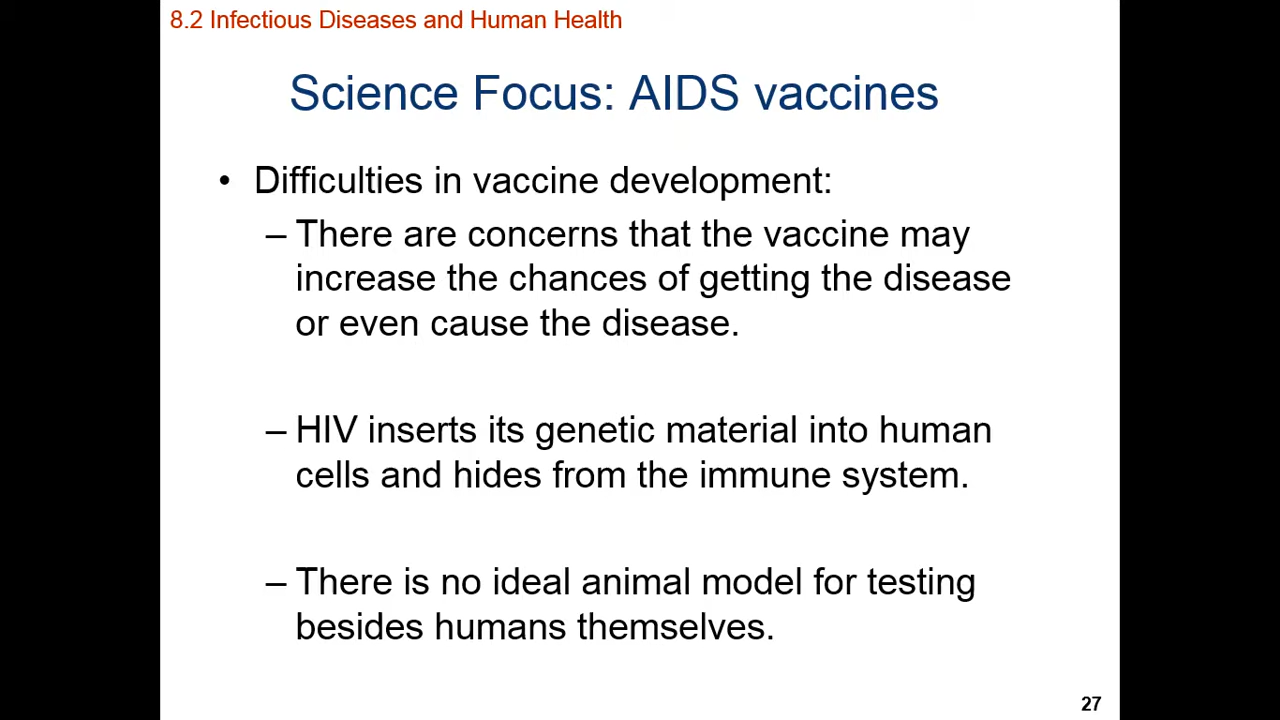 8.2 Infectious Diseases and Human Health
Science Focus: AIDS vaccines
• Difficulties in vaccine development:
– There are concerns that the vaccine may
increase the chances of getting the disease
or even cause the disease.
– HIV inserts its genetic material into human
cells and hides from the immune system.
– There is no ideal animal model for testing
besides humans themselves.
27